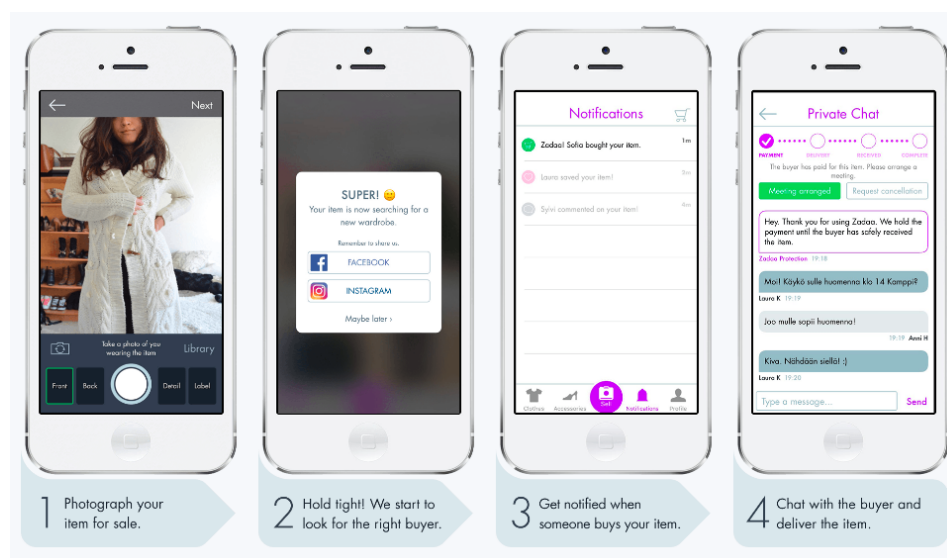 Next
Take a photo of you
wearing the item
Library
Front
Back
Detail
Label
1 Photograph your
item for sale.
SUPER!
Your item is now searching for a
new wardrobe.
Remember to share us.
FACEBOOK
INSTAGRAM
Maybe later ›
2 Hold tight! We start to
look for the right buyer.
Notifications
Zadaa! Sofia bought your item. 1m
Laura saved your item!
Sylvi commented on your item!
Clothes
Accessories
Sell
Notifications
Profile
3 Get notified when
someone buys your item.
Private Chat
PAYMENT DELIVERY RECEIVED COMPLETE
The buyer has paid for this item. Please arrange a
meeting.
Meeting arranged
Request cancellation
Hey. Thank you for using Zadaa. We hold the
payment until the buyer has safely received
the item.
Zadaa Protection 19:18
Moi! Käykö sulle huomenna klo 14 Kamppi?
Laura K 19:19
Joo mulle sopii huomenna!
19:19 Anni H
Kiva. Nähdään siellä! :)
Laura K 19:20
Type a message...
Send
4 Chat with the buyer and
deliver the item.